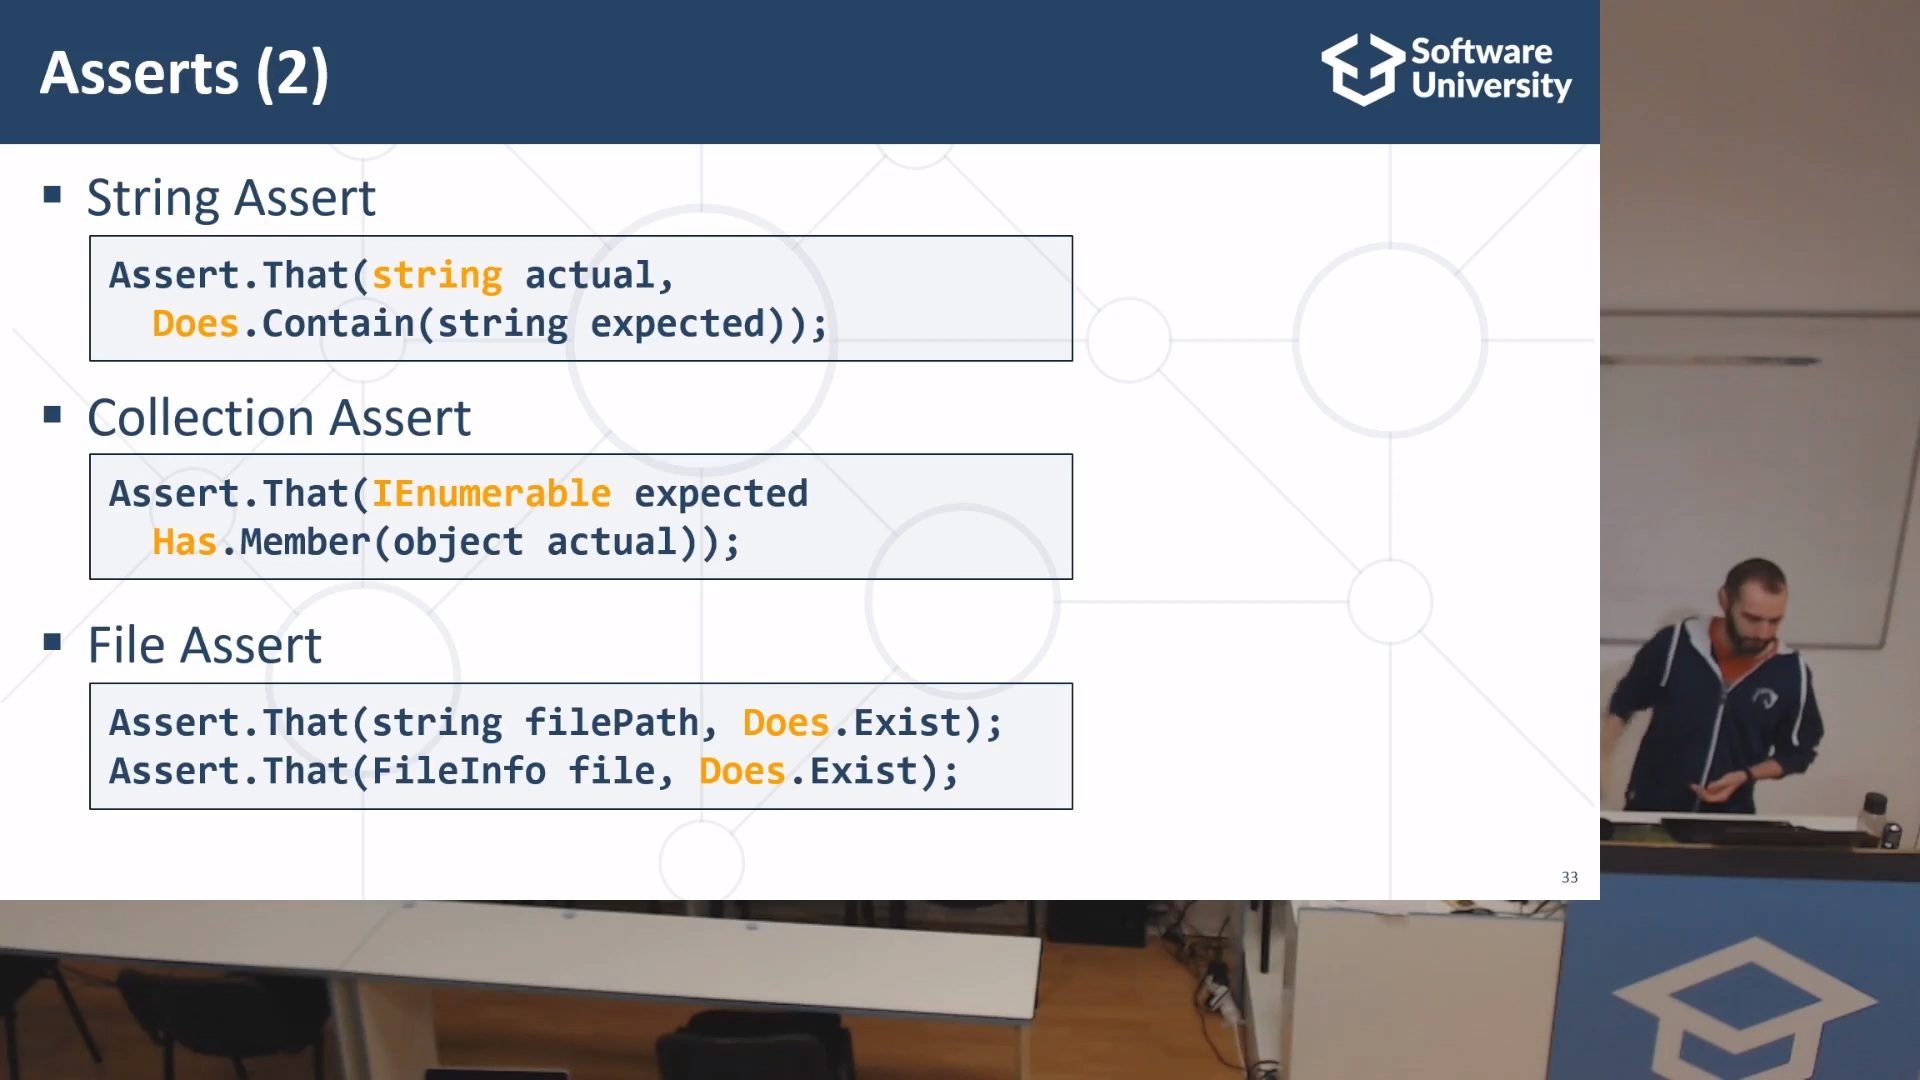 Asserts (2)
Software
University
▪ String Assert
Assert.That(string actual,
Does.Contain(string expected));
▪ Collection Assert
Assert.That(IEnumerable expected
Has.Member(object actual));
▪ File Assert
Assert.That(string filePath, Does.Exist);
Assert.That(FileInfo file, Does.Exist);
33